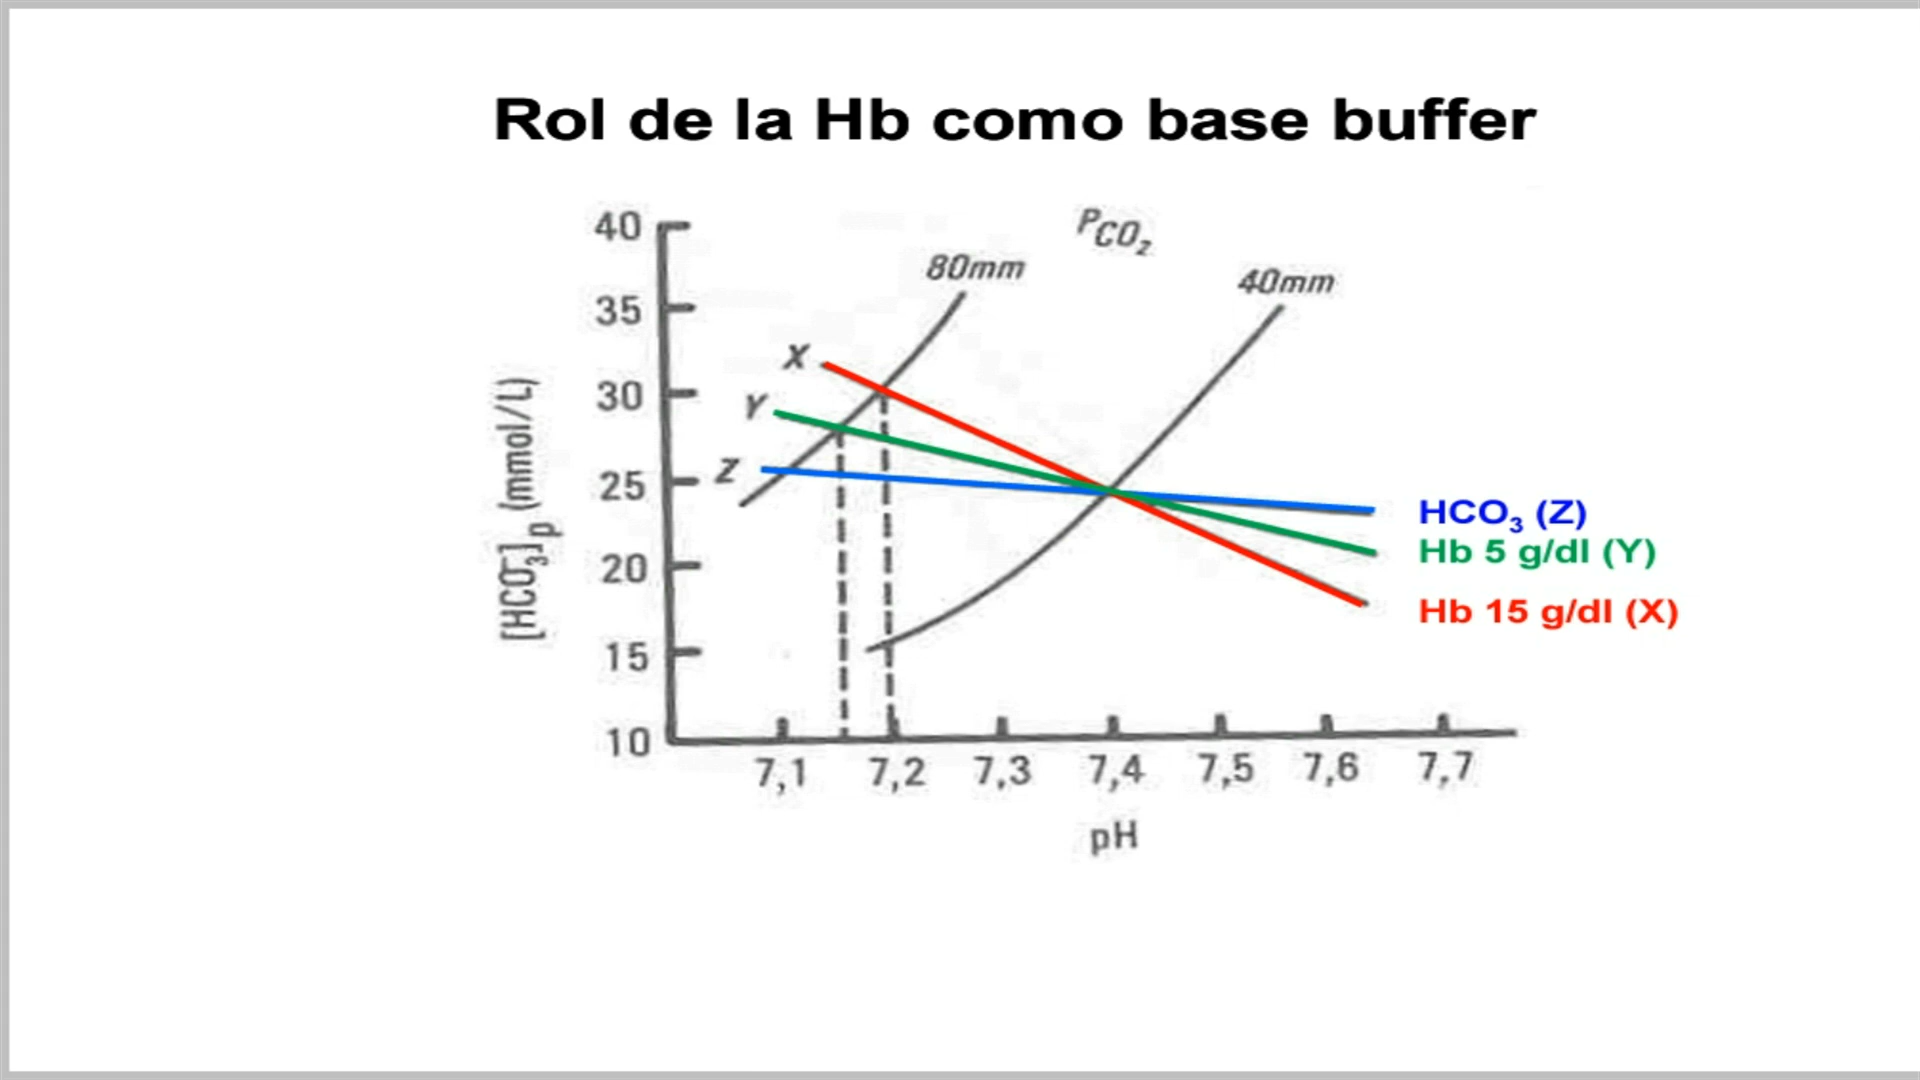 Rol de la Hb como base buffer
PCO2
80mm
40mm
40
35
30
25
20
15
10
[HCO3]p (mmol/L)
X
Y
Z
HCO3 (Z)
Hb 5 g/dl (Y)
Hb 15 g/dl (X)
7,1 7,2 7,3 7,4 7,5 7,6 7,7
pH